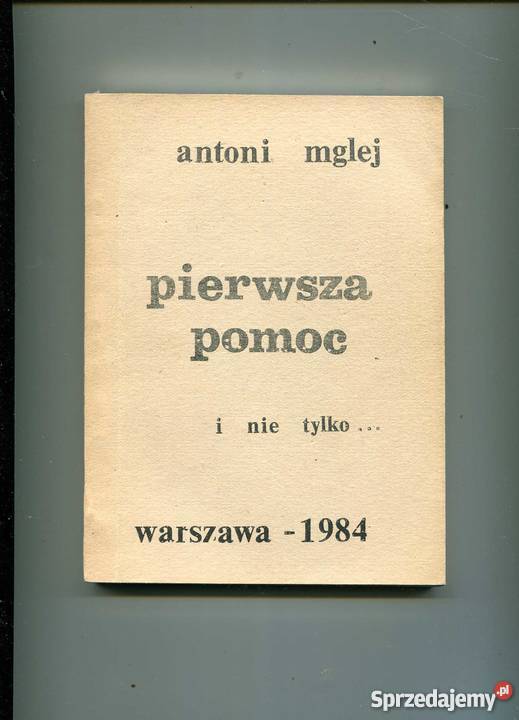 antoni mglej
pierwsza
pomoc
i nie tylko...
warszawa - 1984
Sprzedajemy.pl